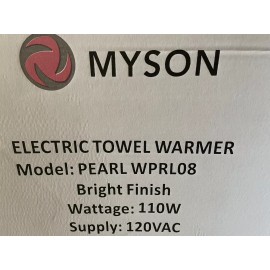 MYSON
ELECTRIC TOWEL WARMER
Model: PEARL WPRL08
Bright Finish
Wattage: 110W
Supply: 120VAC